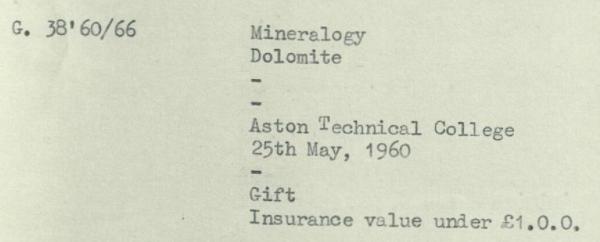 G. 38'60/66
Mineralogy
Dolomite
-
-
Aston Technical College
25th May, 1960
-
Gift
Insurance value under £1.0.0.